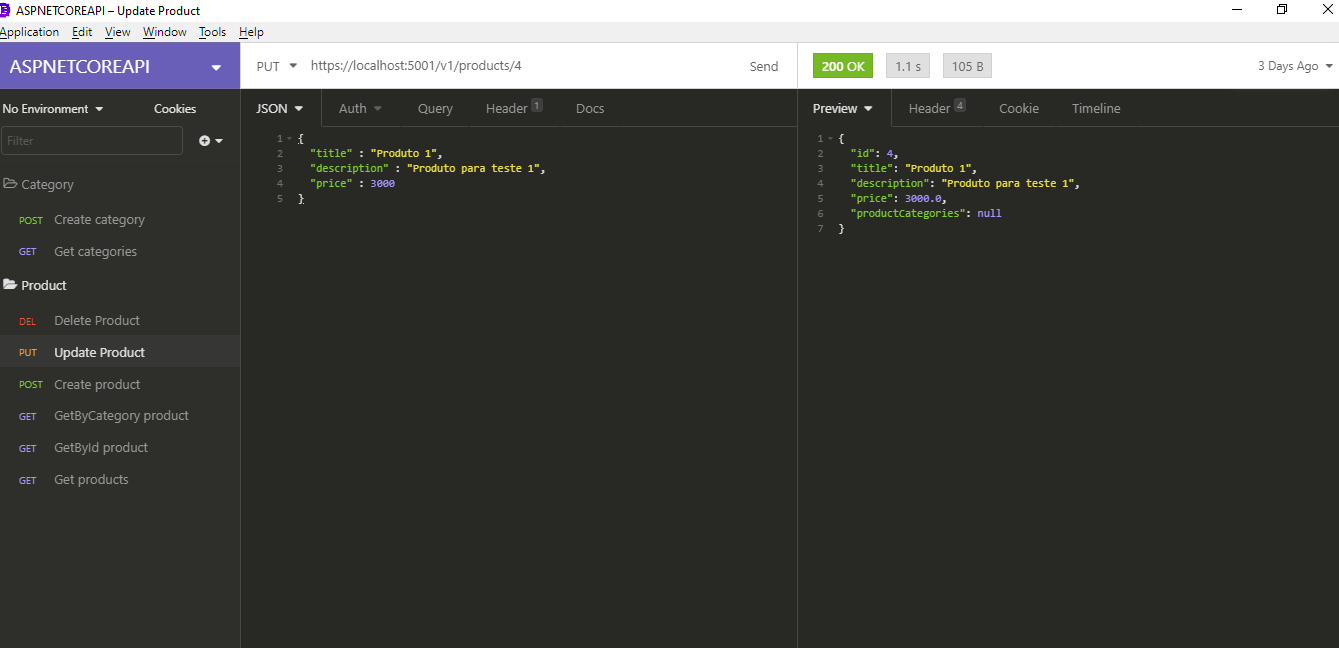 ASPNETCOREAPI – Update Product
Application Edit View Window Tools Help
ASPNETCOREAPI
PUT https://localhost:5001/v1/products/4 Send
200 OK 1.1 s 105 B 3 Days Ago
No Environment Cookies
JSON Auth Query Header 1 Docs
Preview Header 4 Cookie Timeline
Filter
Category
POST Create category
GET Get categories
Product
DEL Delete Product
PUT Update Product
POST Create product
GET GetByCategory product
GET GetById product
GET Get products
1 {
2 "title" : "Produto 1",
3 "description" : "Produto para teste 1",
4 "price" : 3000
5 }
1 {
2 "id": 4,
3 "title": "Produto 1",
4 "description": "Produto para teste 1",
5 "price": 3000.0,
6 "productCategories": null
7 }